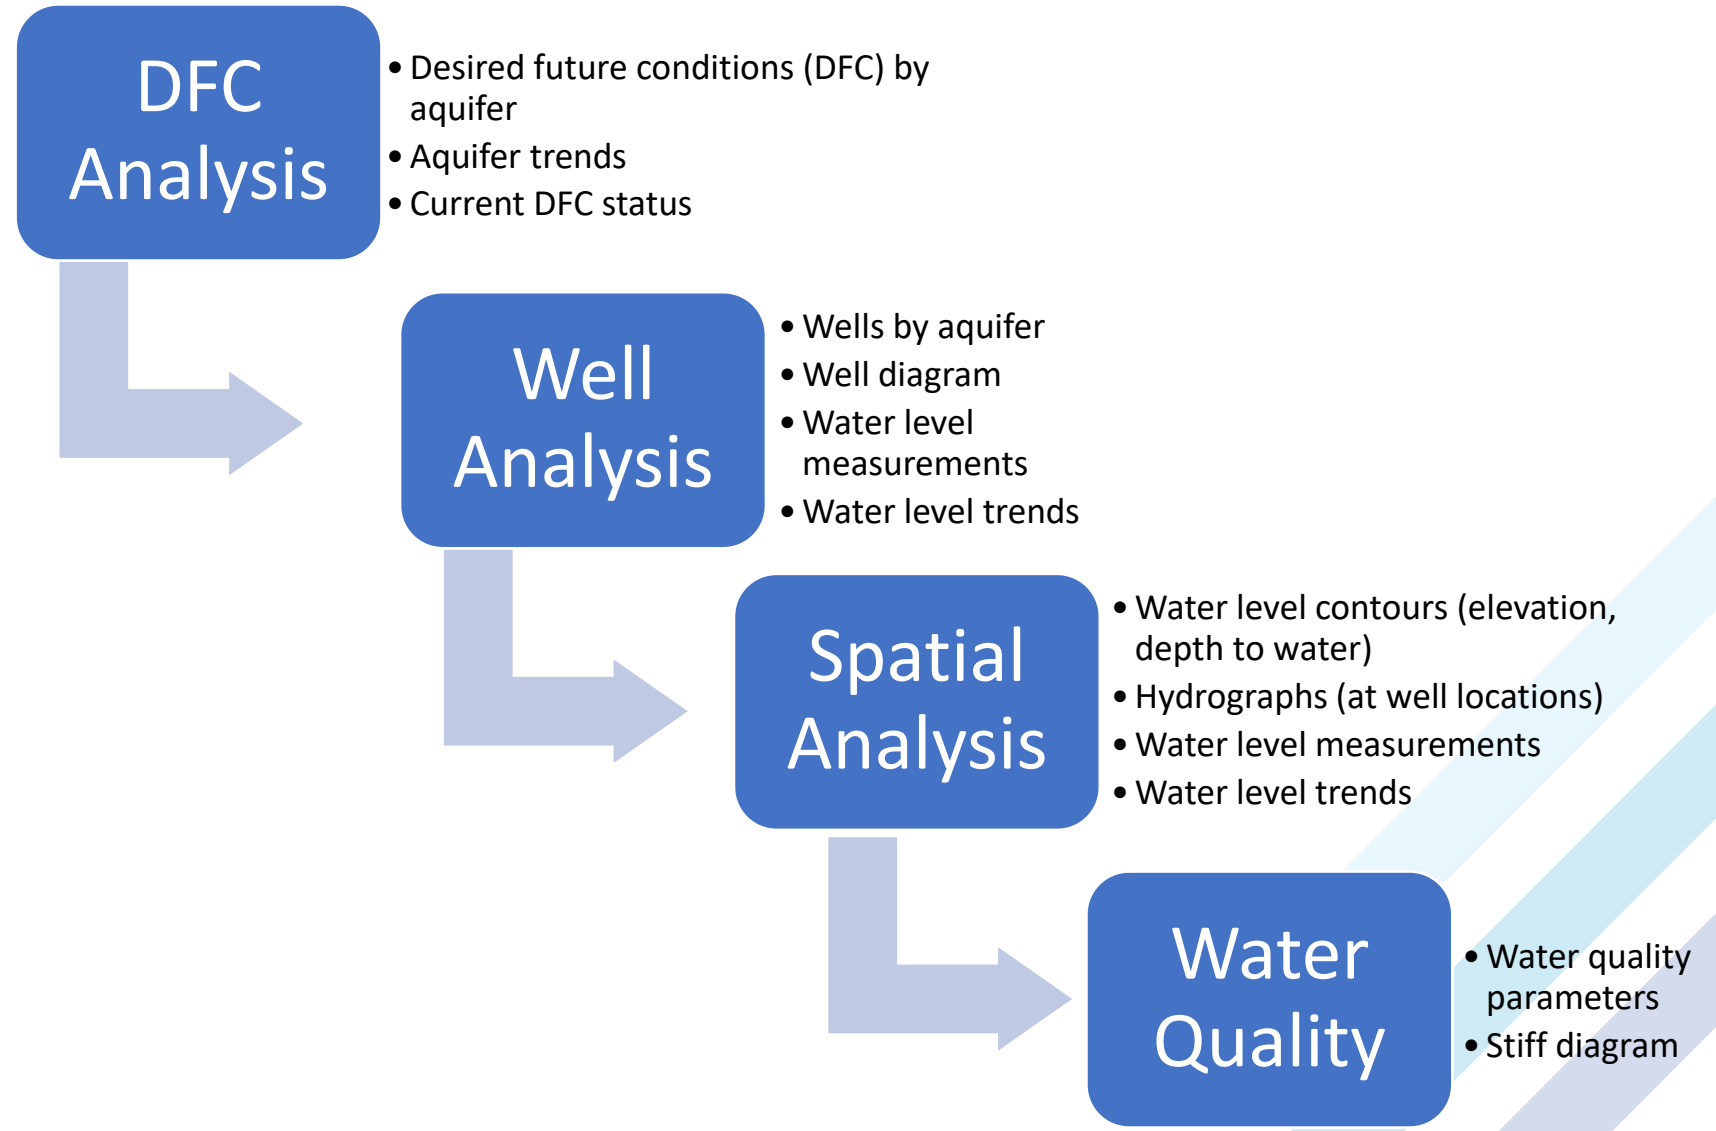 DFC
Analysis
• Desired future conditions (DFC) by
aquifer
• Aquifer trends
• Current DFC status
Well
Analysis
• Wells by aquifer
• Well diagram
• Water level
measurements
• Water level trends
Spatial
Analysis
• Water level contours (elevation,
depth to water)
• Hydrographs (at well locations)
• Water level measurements
• Water level trends
Water
Quality
• Water quality
parameters
• Stiff diagram